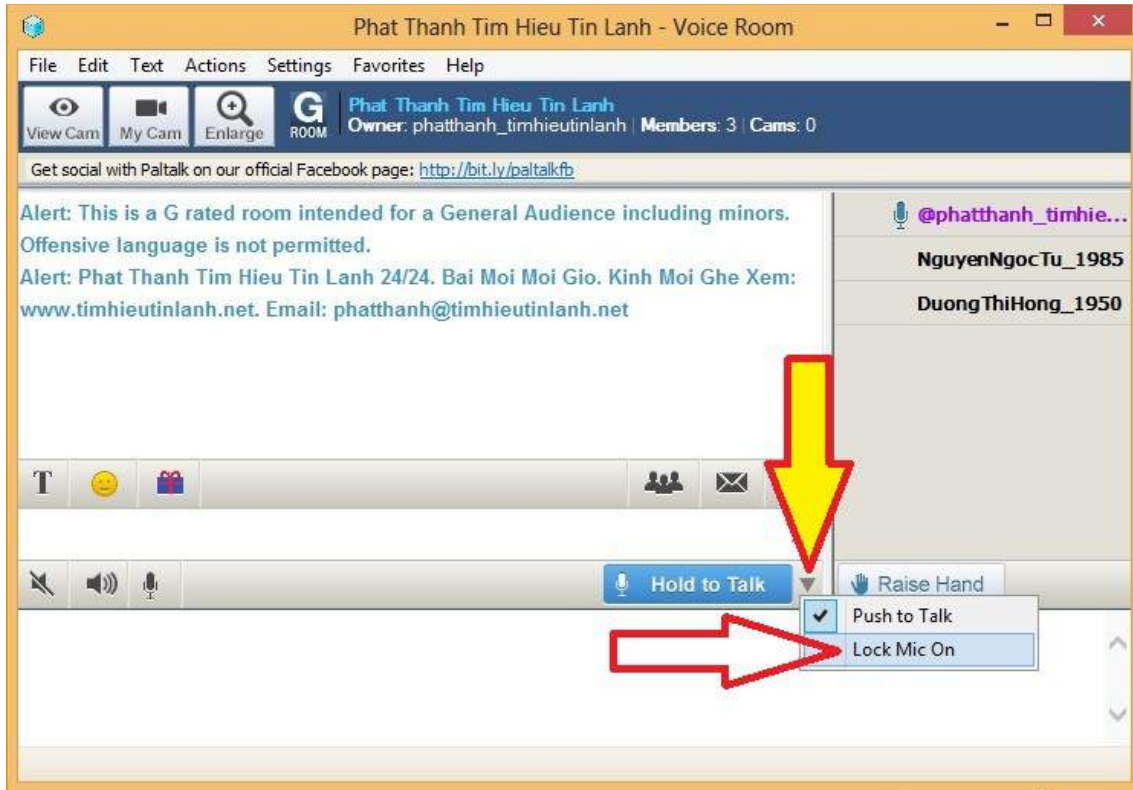 Phat Thanh Tim Hieu Tin Lanh - Voice Room
File Edit Text Actions Settings Favorites Help
View Cam My Cam Enlarge G ROOM
Phat Thanh Tim Hieu Tin Lanh
Owner: phatthanh_timhieutinlanh | Members: 3 | Cams: 0
Get social with Paltalk on our official Facebook page: http://bit.ly/paltalkfb
Alert: This is a G rated room intended for a General Audience including minors.
Offensive language is not permitted.
Alert: Phat Thanh Tim Hieu Tin Lanh 24/24. Bai Moi Moi Gio. Kinh Moi Ghe Xem:
www.timhieutinlanh.net. Email: phatthanh@timhieutinlanh.net
@phatthanh_timhie...
NguyenNgocTu_1985
DuongThiHong_1950
T
Hold to Talk
Raise Hand
Push to Talk
Lock Mic On